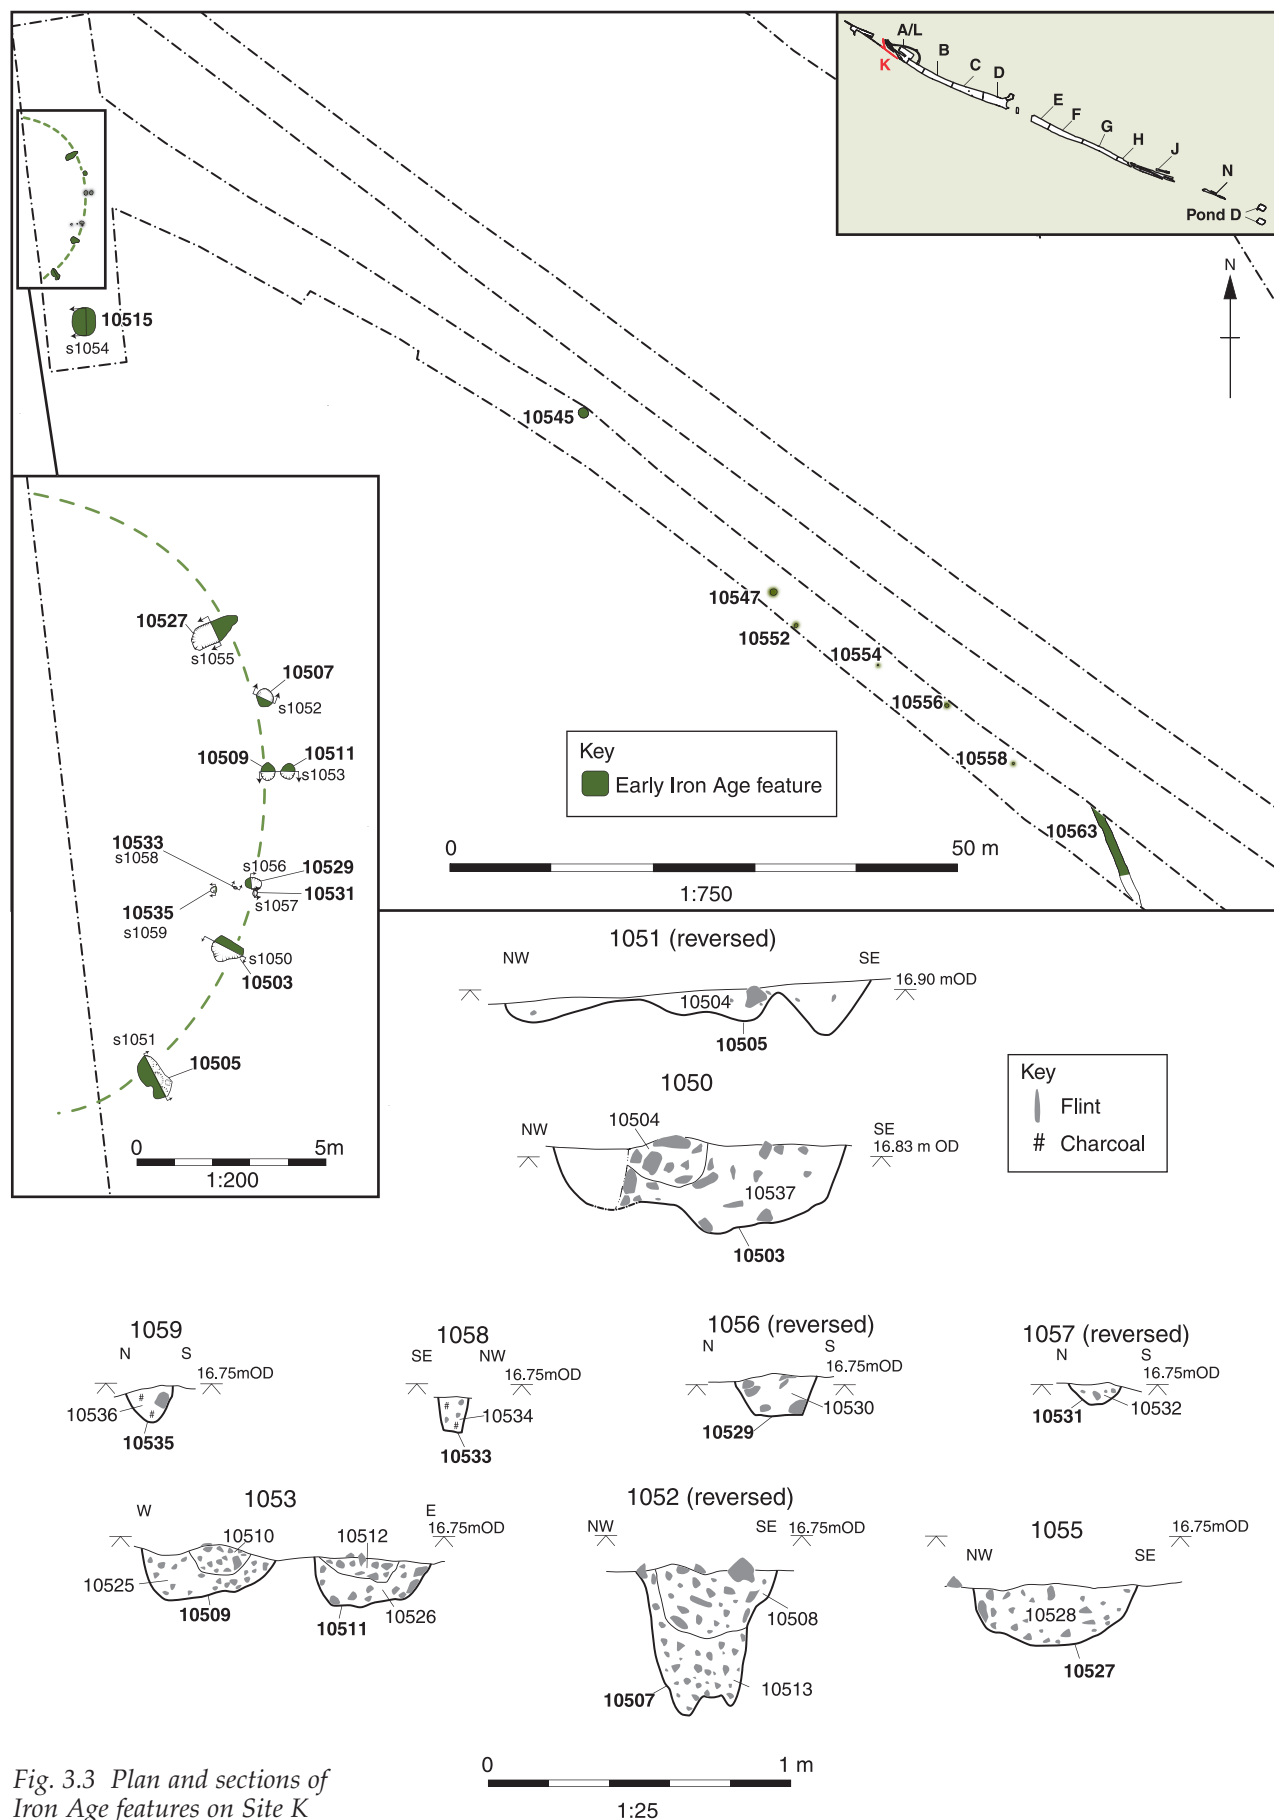 A/L
B
K
C
D
E
F
G
H
J
N
Pond D
N
10515
s1054
10545
10547
10552
10554
10556
10558
10563
Key
Early Iron Age feature
0
50 m
1:750
10527
s1055
10507
s1052
10509
10511
s1053
10533
s1058
s1056
10529
10531
10535
s1057
s1059
s1050
10503
s1051
10505
0
5m
1:200
1051 (reversed)
NW
SE
16.90 mOD
10504
10505
1050
NW
10504
SE
16.83 m OD
10537
10503
Key
Flint
# Charcoal
1059
N
S
16.75mOD
#
10536
#
10535
1058
SE
NW
16.75mOD
#
10534
#
10533
1056 (reversed)
N
S
16.75mOD
10530
10529
1057 (reversed)
N
S
16.75mOD
10531
10532
1053
W
E
16.75mOD
10510
10512
10525
10509
10526
10511
1052 (reversed)
NW
SE
16.75mOD
10508
10507
10513
1055
16.75mOD
NW
SE
10528
10527
0
1 m
1:25
Fig. 3.3 Plan and sections of
Iron Age features on Site K